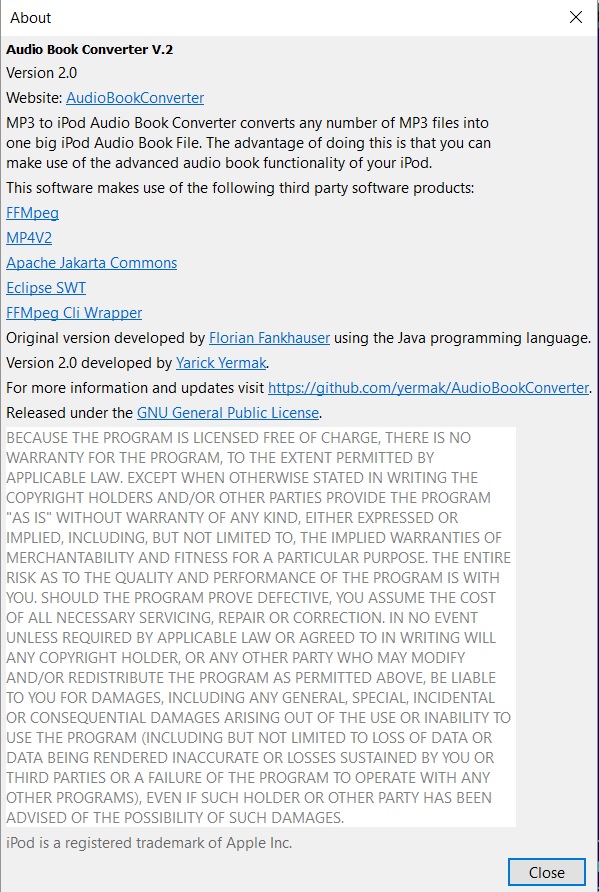 About
Audio Book Converter V.2
Version 2.0
Website: AudioBookConverter
MP3 to iPod Audio Book Converter converts any number of MP3 files into
one big iPod Audio Book File. The advantage of doing this is that you can
make use of the advanced audio book functionality of your iPod.
This software makes use of the following third party software products:
FFMpeg
MP4V2
Apache Jakarta Commons
Eclipse SWT
FFMpeg Cli Wrapper
Original version developed by Florian Fankhauser using the Java programming language.
Version 2.0 developed by Yarick Yermak.
For more information and updates visit https://github.com/yermak/AudioBookConverter.
Released under the GNU General Public License.
BECAUSE THE PROGRAM IS LICENSED FREE OF CHARGE, THERE IS NO
WARRANTY FOR THE PROGRAM, TO THE EXTENT PERMITTED BY
APPLICABLE LAW. EXCEPT WHEN OTHERWISE STATED IN WRITING THE
COPYRIGHT HOLDERS AND/OR OTHER PARTIES PROVIDE THE PROGRAM
"AS IS" WITHOUT WARRANTY OF ANY KIND, EITHER EXPRESSED OR
IMPLIED, INCLUDING, BUT NOT LIMITED TO, THE IMPLIED WARRANTIES OF
MERCHANTABILITY AND FITNESS FOR A PARTICULAR PURPOSE. THE ENTIRE
RISK AS TO THE QUALITY AND PERFORMANCE OF THE PROGRAM IS WITH
YOU. SHOULD THE PROGRAM PROVE DEFECTIVE, YOU ASSUME THE COST
OF ALL NECESSARY SERVICING, REPAIR OR CORRECTION. IN NO EVENT
UNLESS REQUIRED BY APPLICABLE LAW OR AGREED TO IN WRITING WILL
ANY COPYRIGHT HOLDER, OR ANY OTHER PARTY WHO MAY MODIFY
AND/OR REDISTRIBUTE THE PROGRAM AS PERMITTED ABOVE, BE LIABLE
TO YOU FOR DAMAGES, INCLUDING ANY GENERAL, SPECIAL, INCIDENTAL
OR CONSEQUENTIAL DAMAGES ARISING OUT OF THE USE OR INABILITY TO
USE THE PROGRAM (INCLUDING BUT NOT LIMITED TO LOSS OF DATA OR
DATA BEING RENDERED INACCURATE OR LOSSES SUSTAINED BY YOU OR
THIRD PARTIES OR A FAILURE OF THE PROGRAM TO OPERATE WITH ANY
OTHER PROGRAMS), EVEN IF SUCH HOLDER OR OTHER PARTY HAS BEEN
ADVISED OF THE POSSIBILITY OF SUCH DAMAGES.
iPod is a registered trademark of Apple Inc.
Close